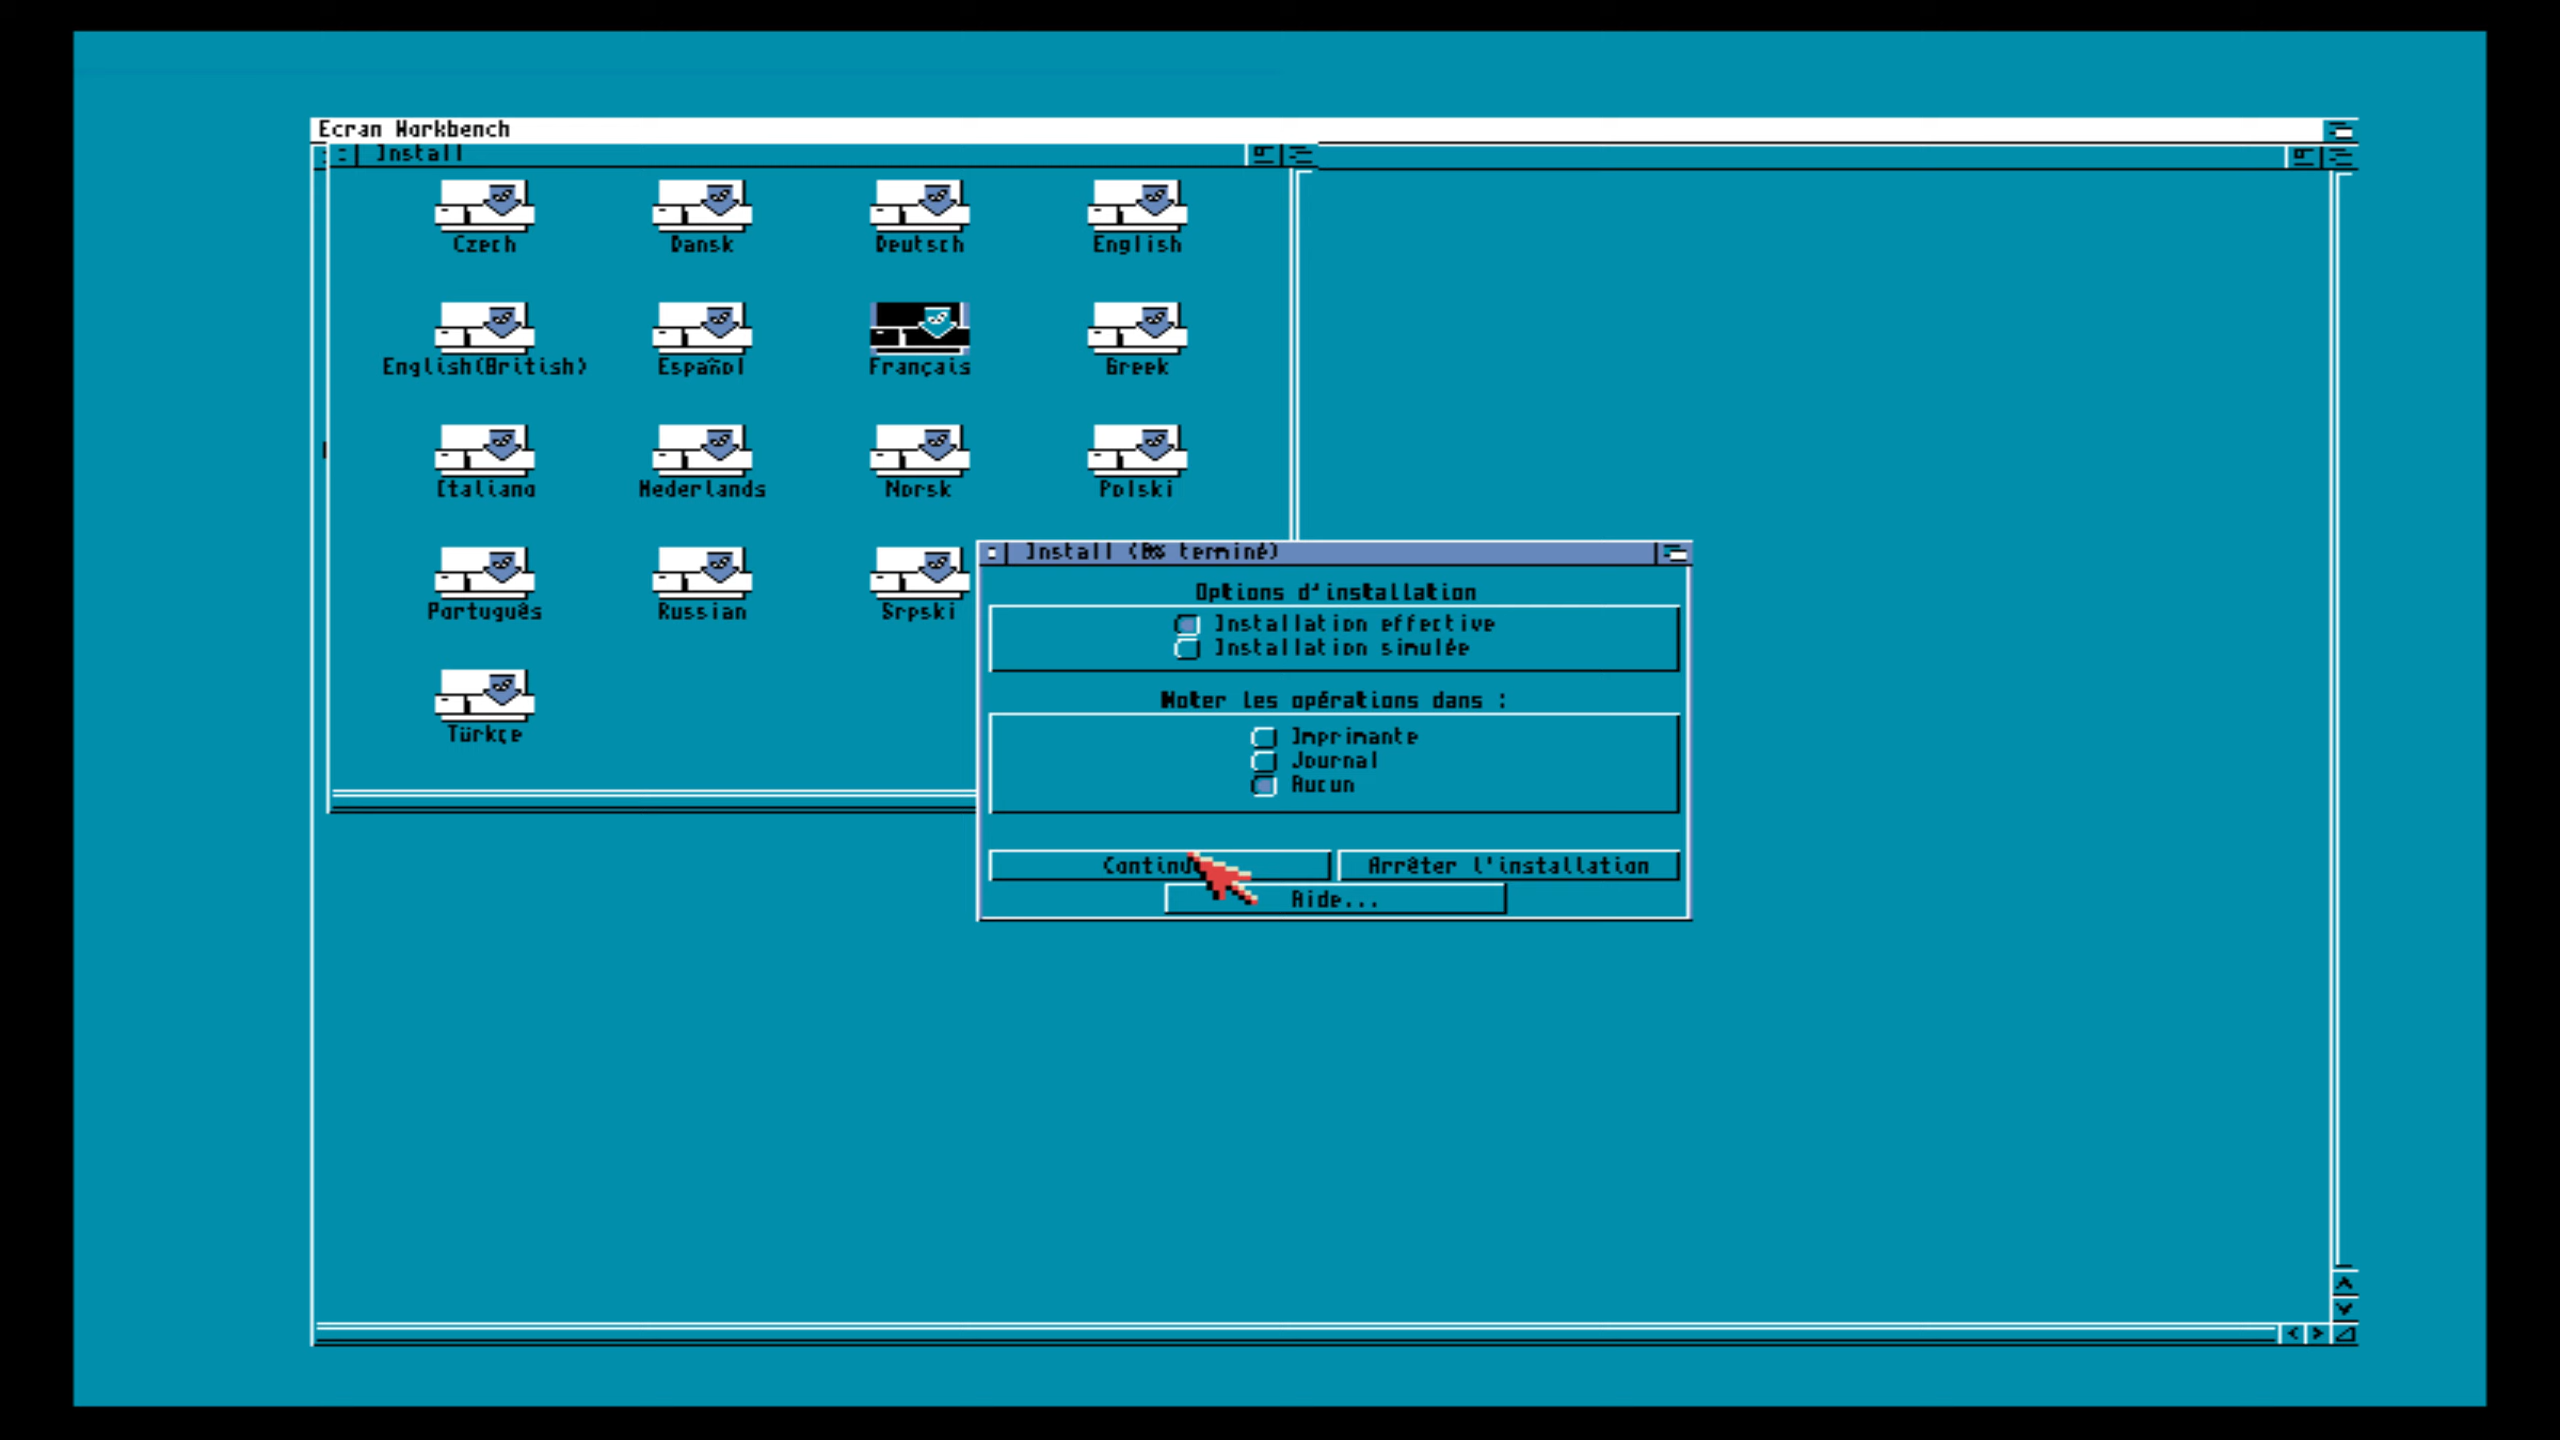 Ecran Workbench
Install
Czech Dansk Deutsch English
English(British) Español Français Greek
Italiano Nederlands Norsk Polski
Português Russian Srpski
Türkçe
Install (0% terminé)
Options d'installation
Installation effective
Installation simulée
Noter les opérations dans :
Imprimante
Journal
Aucun
Arrêter l'installation
Aide...